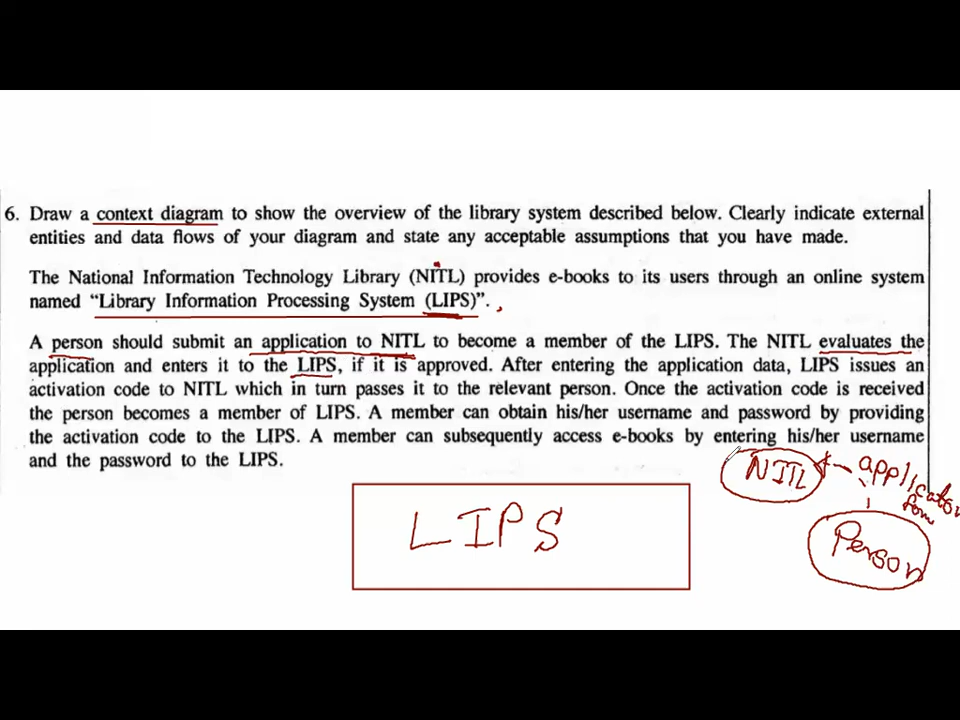 6. Draw a context diagram to show the overview of the library system described below. Clearly indicate external
entities and data flows of your diagram and state any acceptable assumptions that you have made.
The National Information Technology Library (NITL) provides e-books to its users through an online system
named "Library Information Processing System (LIPS)".
A person should submit an application to NITL to become a member of the LIPS. The NITL evaluates the
application and enters it to the LIPS, if it is approved. After entering the application data, LIPS issues an
activation code to NITL which in turn passes it to the relevant person. Once the activation code is received
the person becomes a member of LIPS. A member can obtain his/her username and password by providing
the activation code to the LIPS. A member can subsequently access e-books by entering his/her username
and the password to the LIPS.
NITL
application
form
LIPS
Person